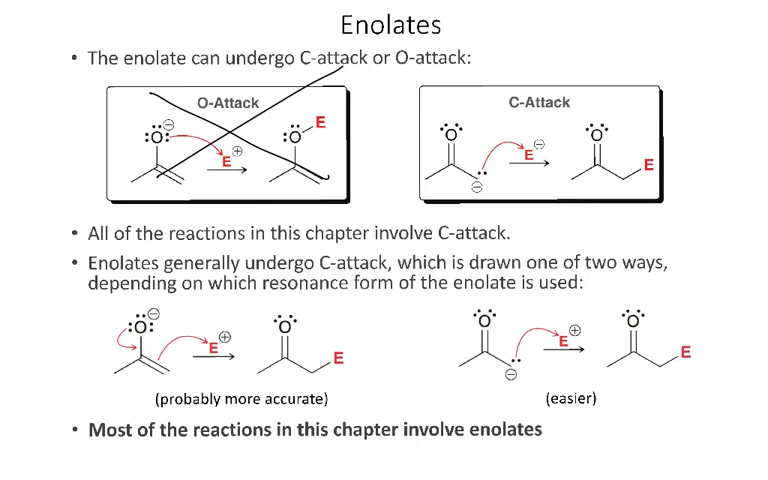 Enolates
• The enolate can undergo C-attack or O-attack:
O-Attack
C-Attack
:Ö:⊖ E⊕ :Ö E
:O: E⊖ :O: E
⊖
• All of the reactions in this chapter involve C-attack.
• Enolates generally undergo C-attack, which is drawn one of two ways,
depending on which resonance form of the enolate is used:
:Ö:⊖ E⊕ :O: E
:O: E⊕ :O: E
⊖
(probably more accurate)
(easier)
• Most of the reactions in this chapter involve enolates